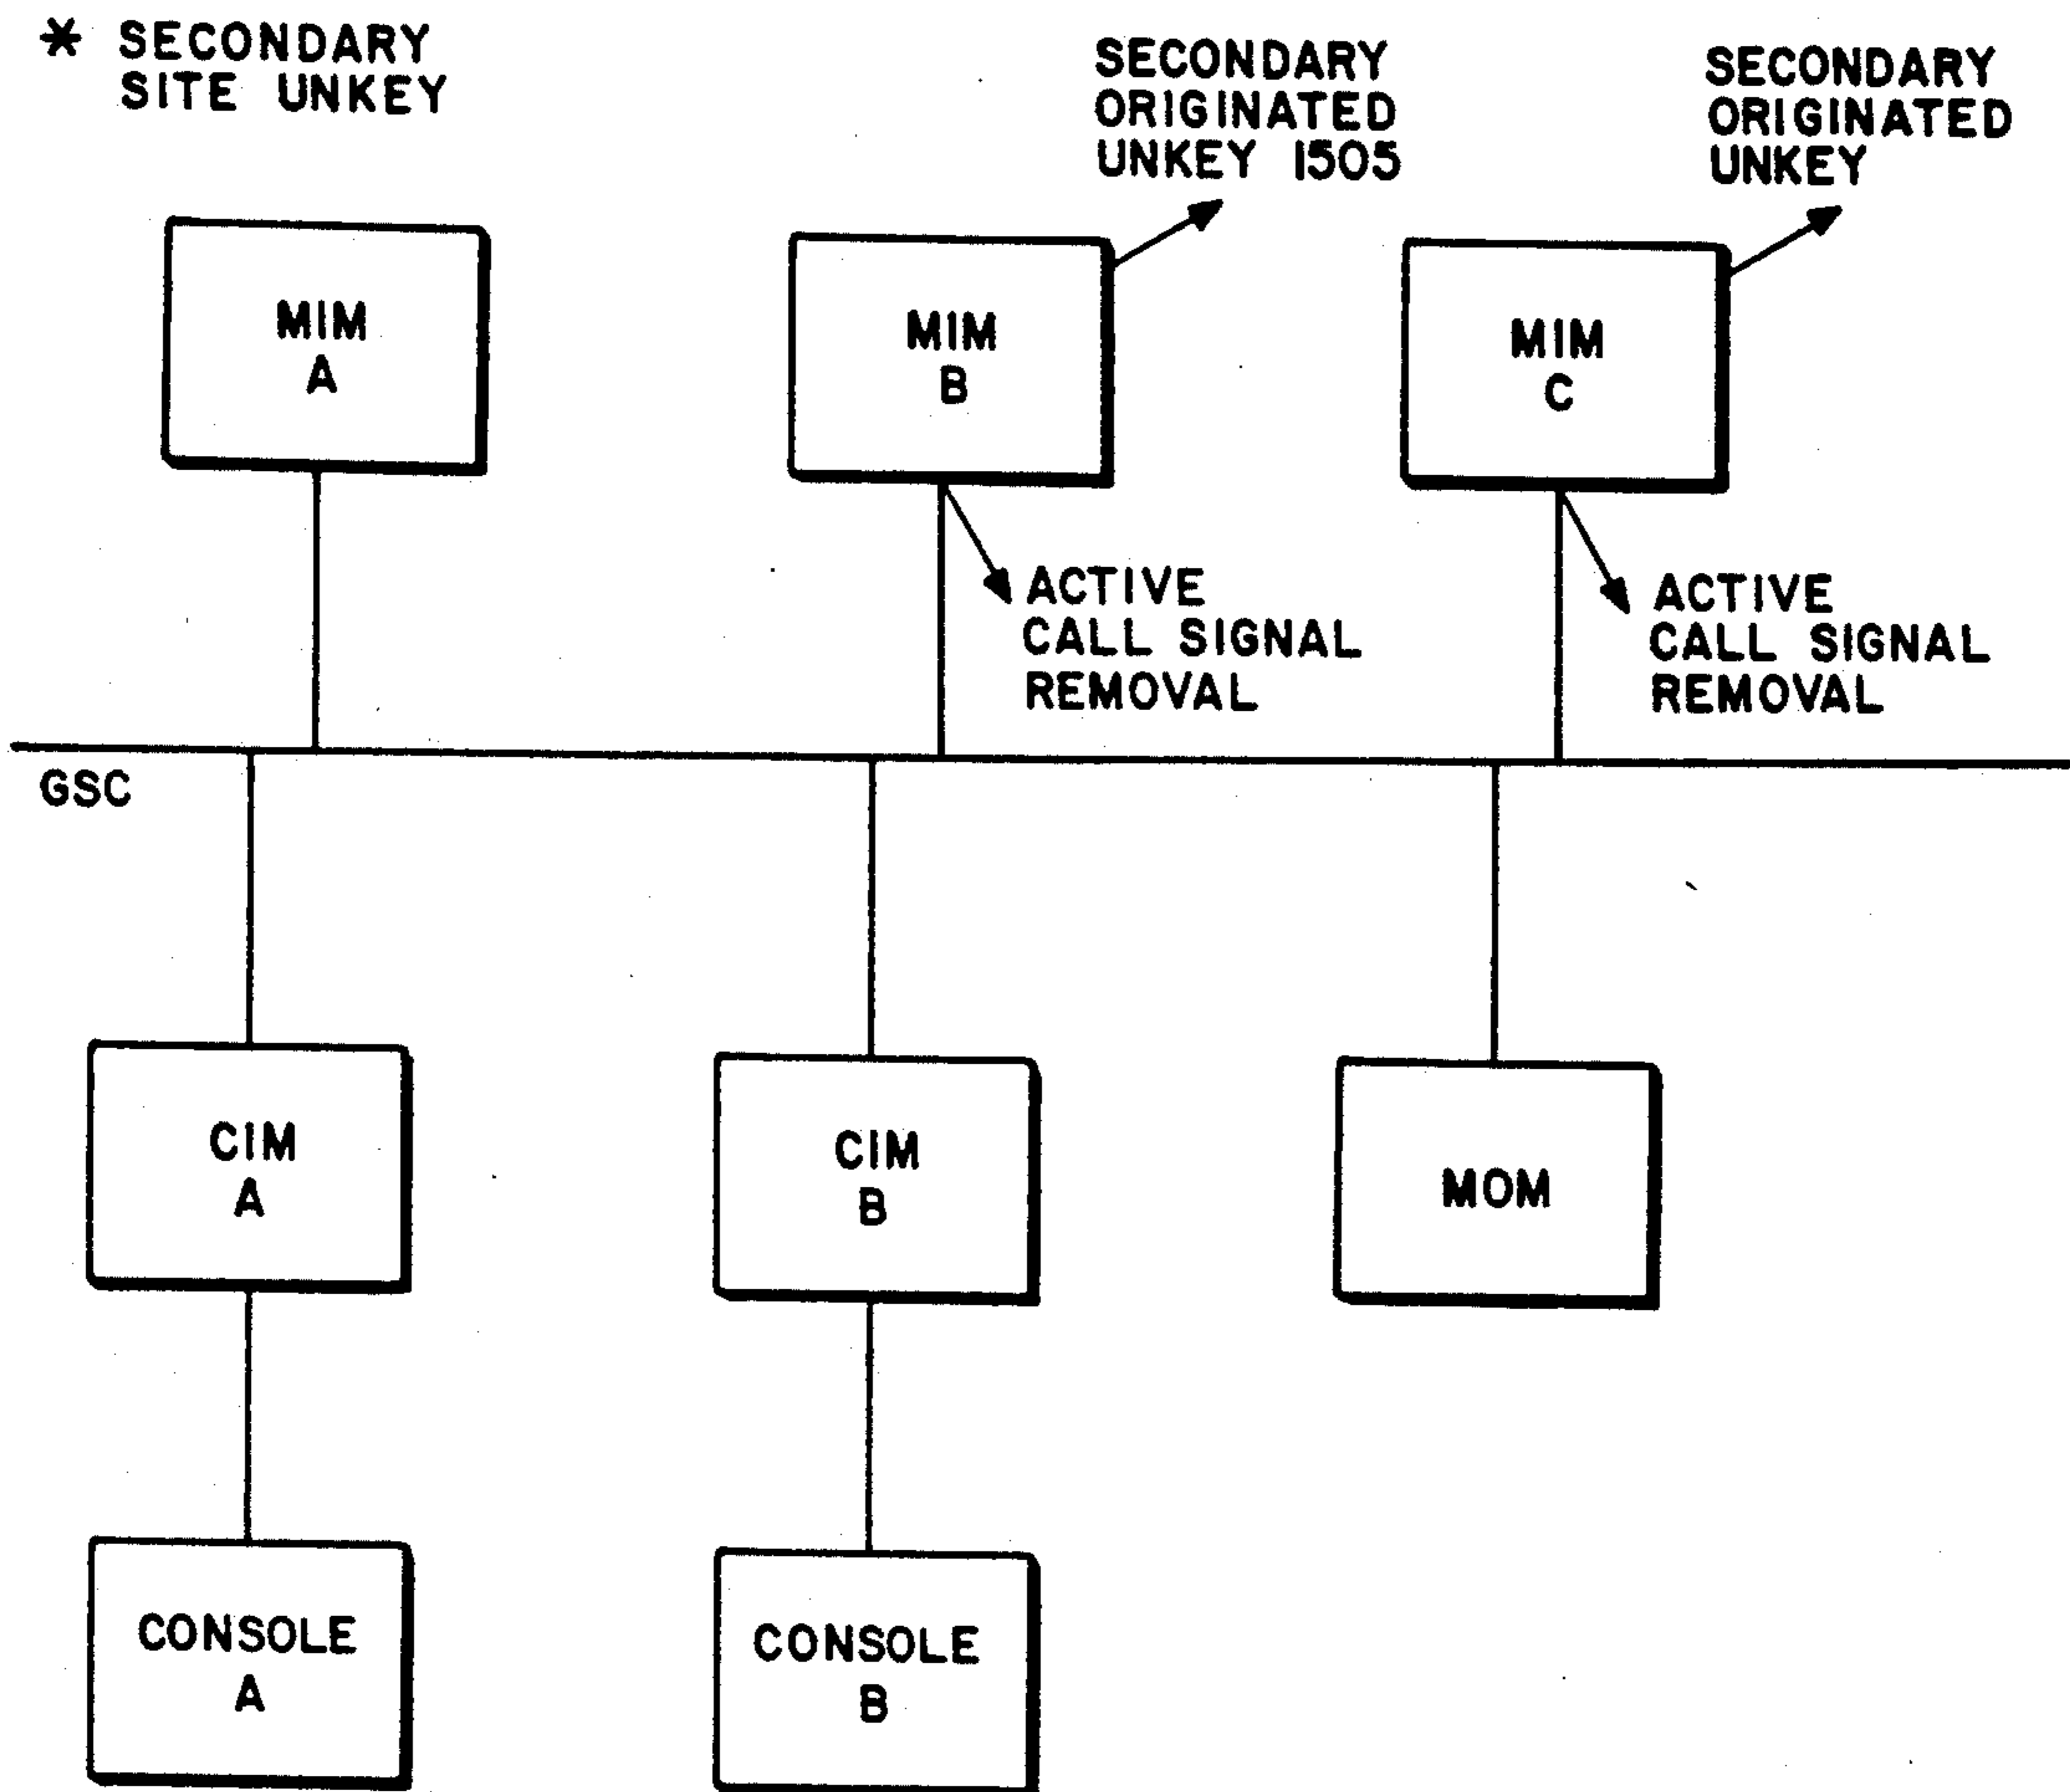 * SECONDARY
SITE UNKEY
SECONDARY
ORIGINATED
UNKEY 1505
SECONDARY
ORIGINATED
UNKEY
MIM
A
MIM
B
MIM
C
ACTIVE
CALL SIGNAL
REMOVAL
ACTIVE
CALL SIGNAL
REMOVAL
GSC
CIM
A
CIM
B
MOM
CONSOLE
A
CONSOLE
B